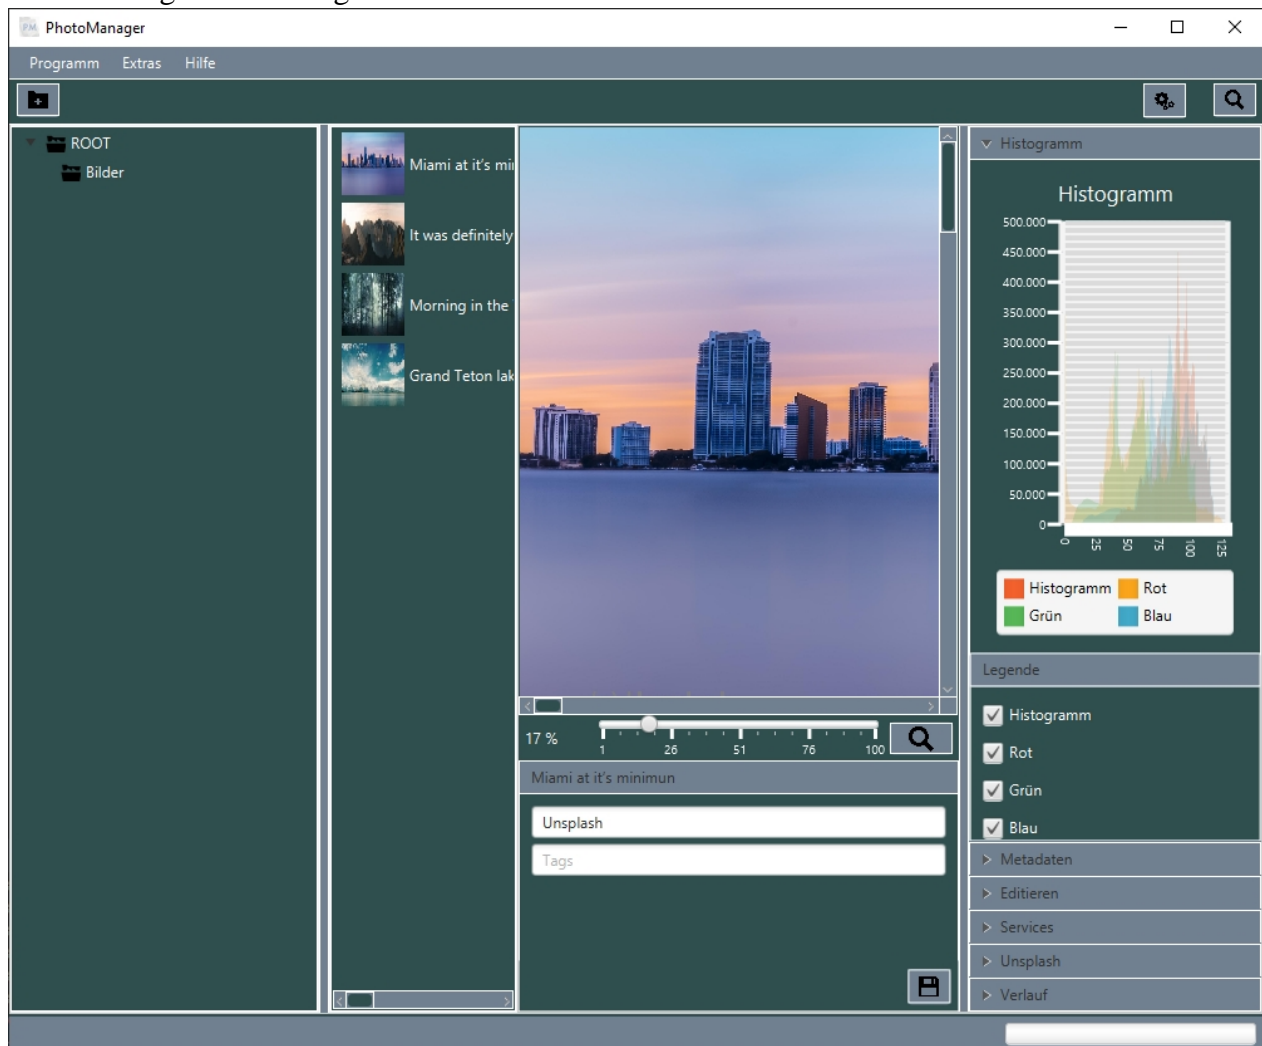 PM PhotoManager
Programm Extras Hilfe
ROOT
Bilder
Miami at it's mi
It was definitely
Morning in the
Grand Teton lak
17 %
1 26 51 76 100
Miami at it's minimun
Unsplash
Tags
Histogramm
Histogramm
500.000
450.000
400.000
350.000
300.000
250.000
200.000
150.000
100.000
50.000
0
0 25 50 75 100 125
Histogramm Rot
Grün Blau
Legende
Histogramm
Rot
Grün
Blau
Metadaten
Editieren
Services
Unsplash
Verlauf